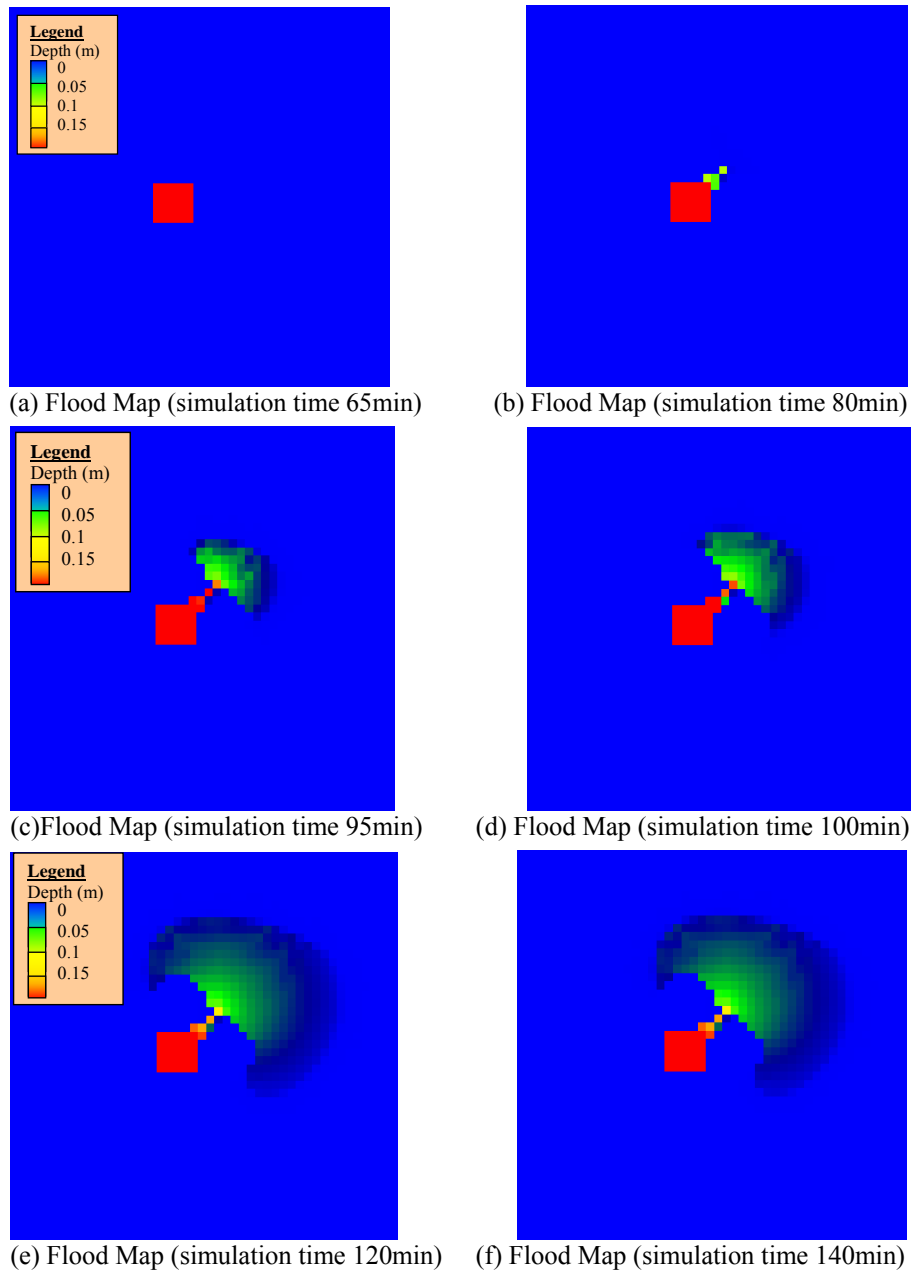 Legend
Depth (m)
0
0.05
0.1
0.15
(a) Flood Map (simulation time 65min)
(b) Flood Map (simulation time 80min)
Legend
Depth (m)
0
0.05
0.1
0.15
(c)Flood Map (simulation time 95min)
(d) Flood Map (simulation time 100min)
Legend
Depth (m)
0
0.05
0.1
0.15
(e) Flood Map (simulation time 120min)
(f) Flood Map (simulation time 140min)